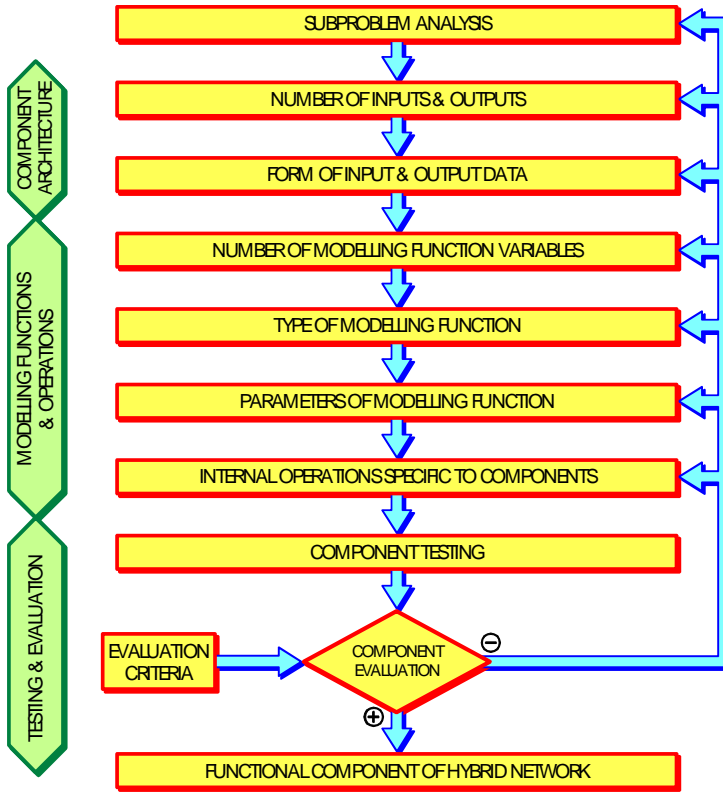 SUBPROBLEM ANALYSIS
NUMBER OF INPUTS & OUTPUTS
FORM OF INPUT & OUTPUT DATA
NUMBER OF MODELLING FUNCTION VARIABLES
TYPE OF MODELLING FUNCTION
PARAMETERS OF MODELLING FUNCTION
INTERNAL OPERATIONS SPECIFIC TO COMPONENTS
COMPONENT TESTING
EVALUATION
CRITERIA
COMPONENT
EVALUATION
−
+
FUNCTIONAL COMPONENT OF HYBRID NETWORK
COMPONENT
ARCHITECTURE
MODELLING FUNCTIONS
& OPERATIONS
TESTING & EVALUATION